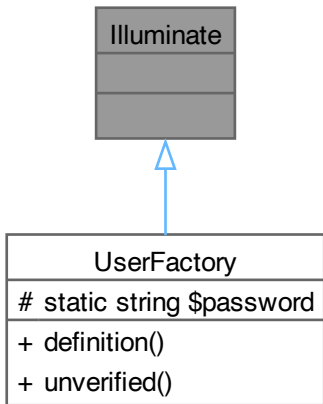 Illuminate
UserFactory
# static string $password
+ definition()
+ unverified()